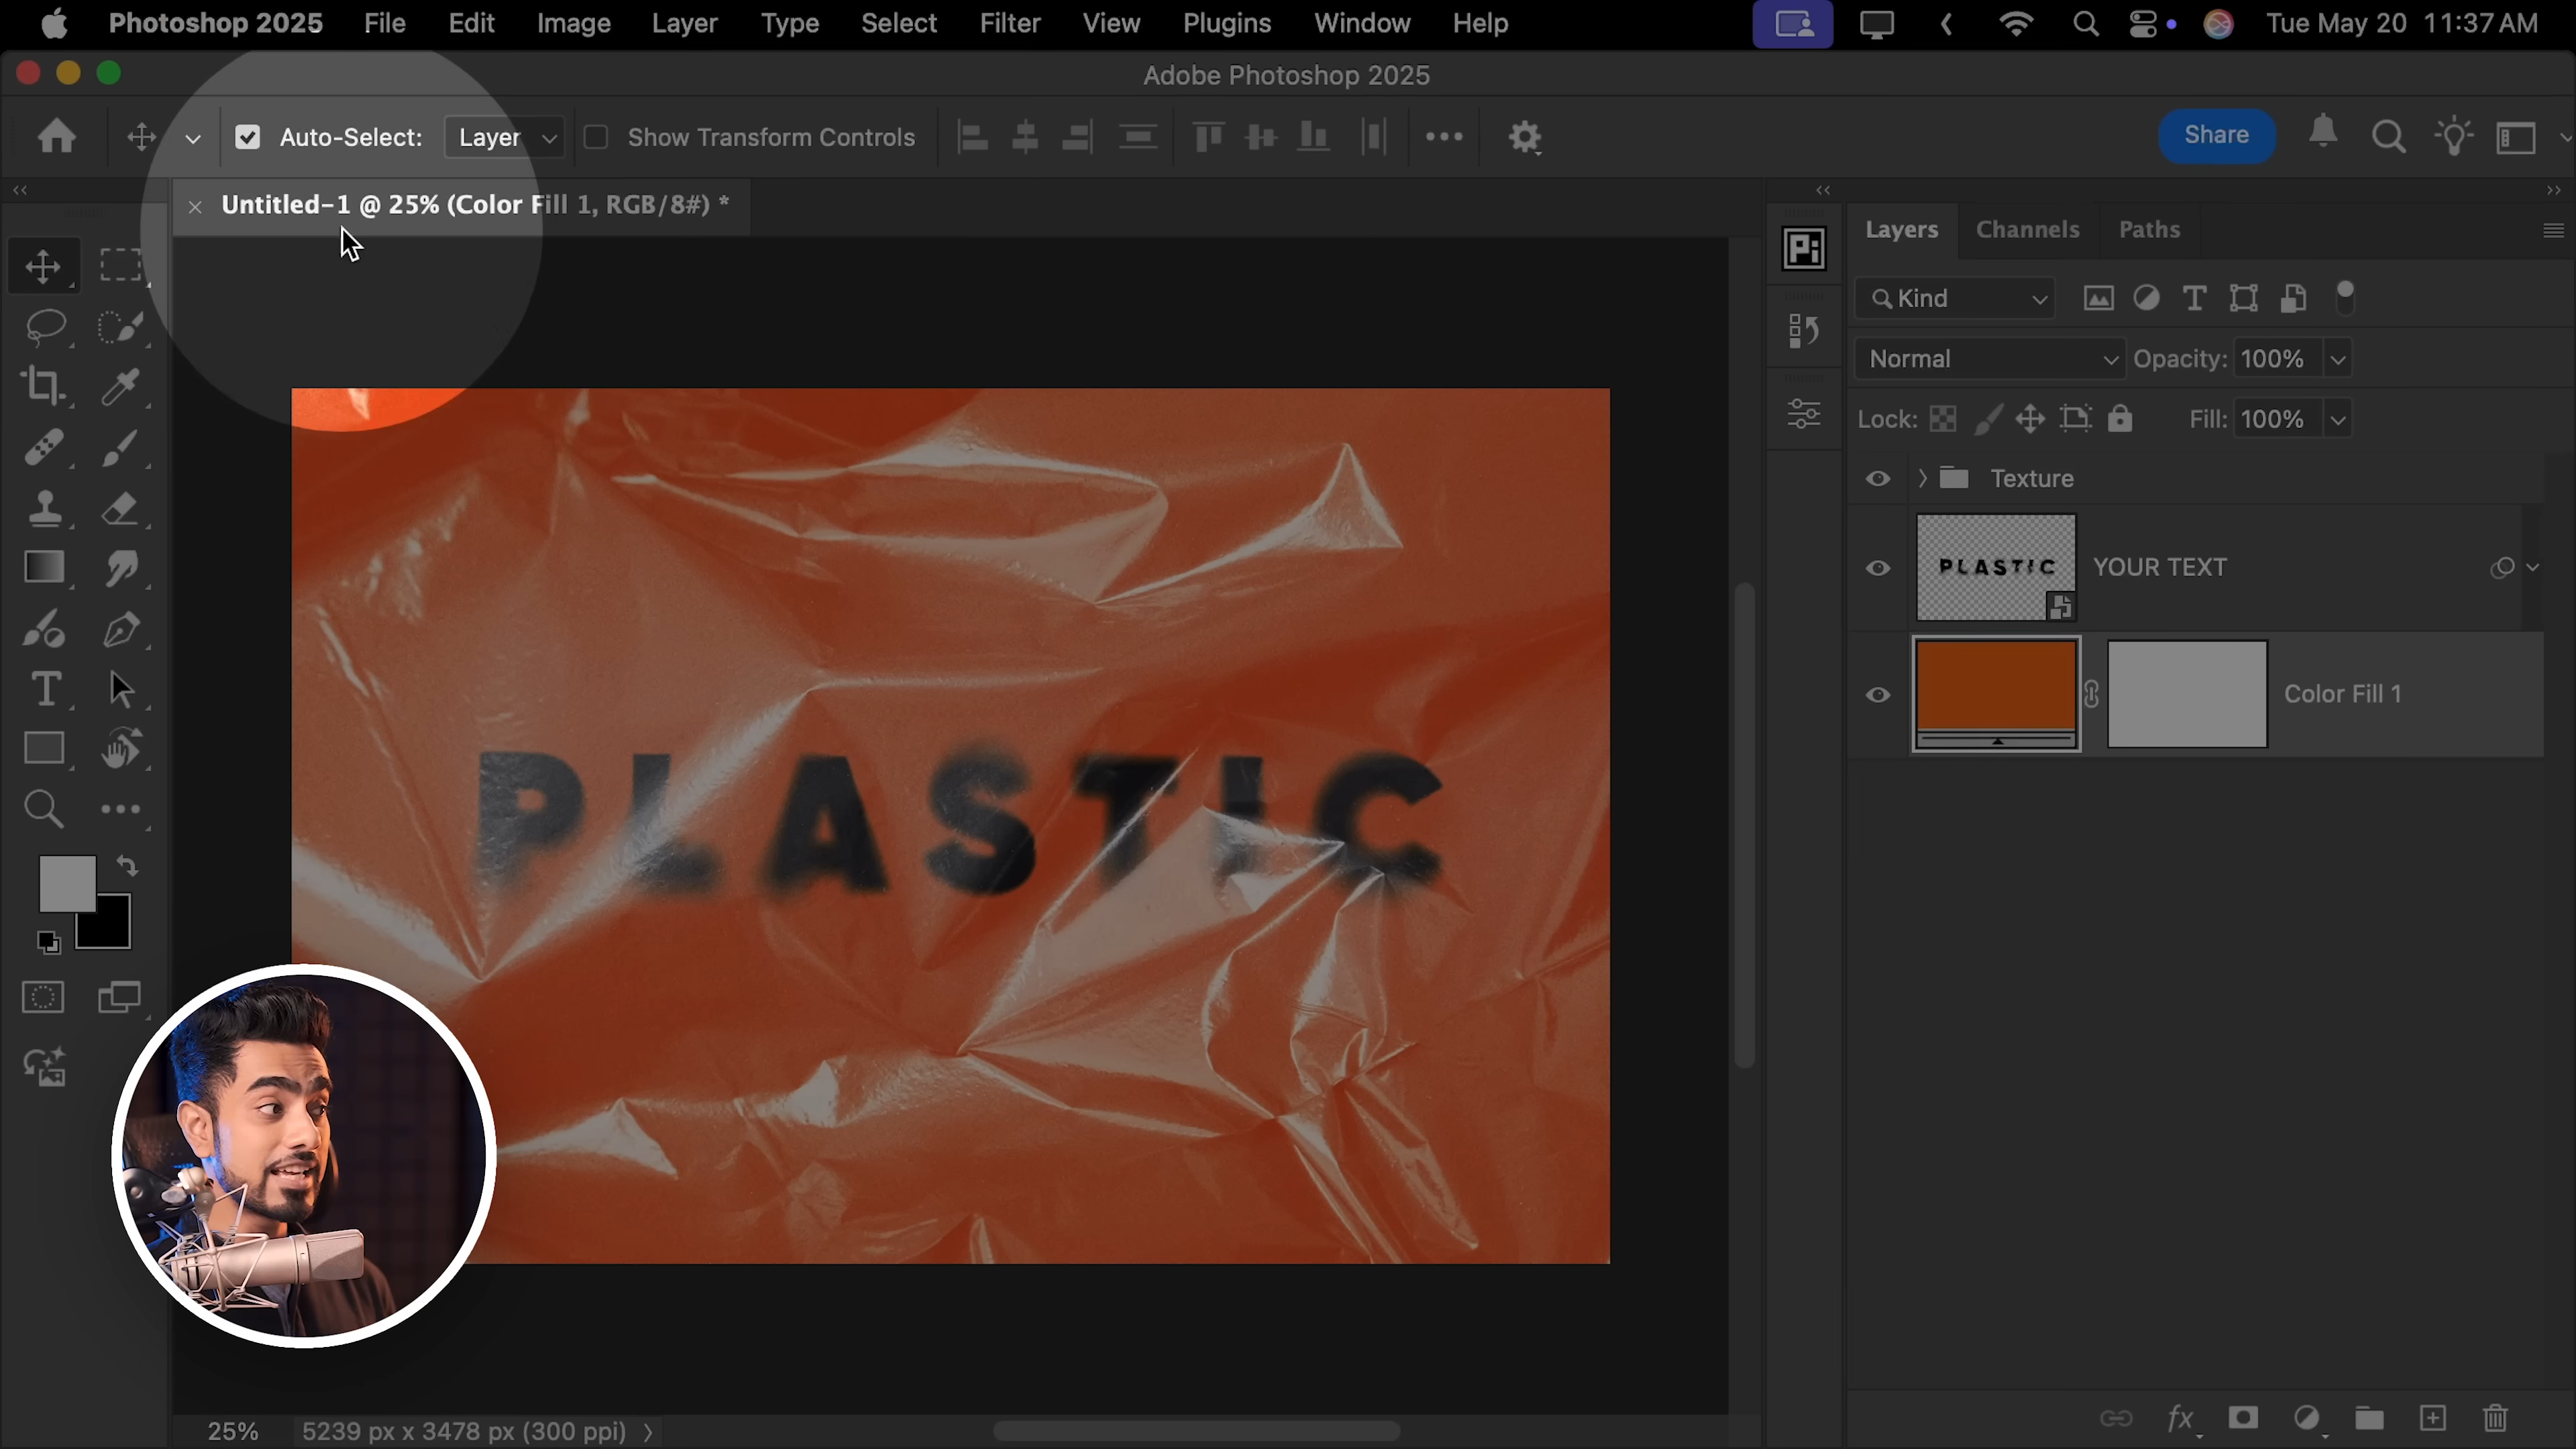 Photoshop 2025 File Edit Image Layer Type Select Filter View Plugins Window Help Tue May 20 11:37 AM
Adobe Photoshop 2025
Auto-Select: Layer Show Transform Controls Share
Untitled-1 @ 25% (Color Fill 1, RGB/8#) *
Pi
Layers Channels Paths
Kind
Normal Opacity: 100%
Lock: Fill: 100%
Texture
PLASTIC YOUR TEXT
Color Fill 1
PLASTIC
25% 5239 px x 3478 px (300 ppi)
fx